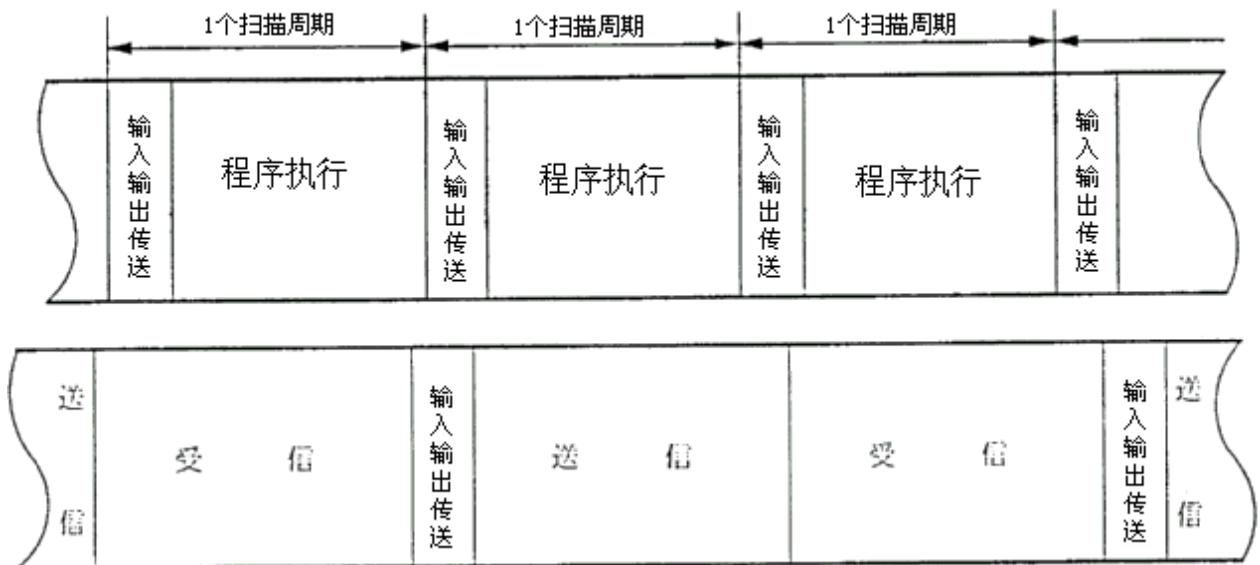 1个扫描周期
1个扫描周期
1个扫描周期
输入输出传送
程序执行
输入输出传送
程序执行
输入输出传送
程序执行
输入输出传送
送信
受信
输入输出传送
送信
受信
输入输出传送
送信